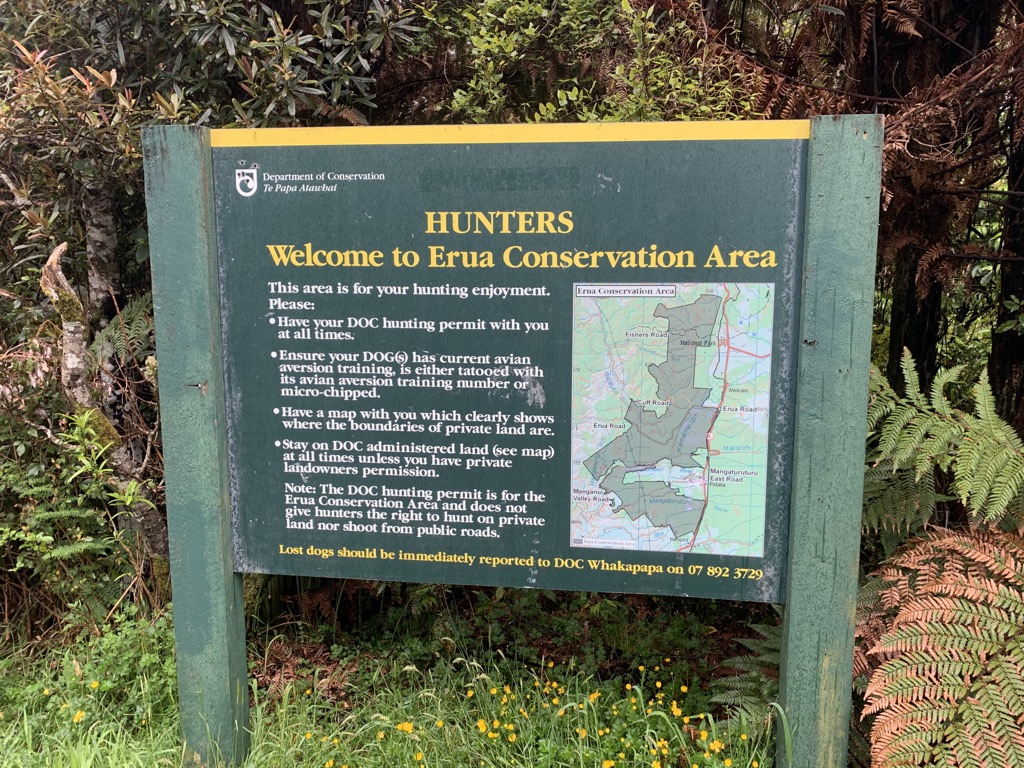 Department of Conservation
Te Papa Atawhai
HUNTERS
Welcome to Erua Conservation Area
This area is for your hunting enjoyment.
Please:
• Have your DOC hunting permit with you
at all times.
• Ensure your DOG(S) has current avian
aversion training, is either tatooed with
its avian aversion training number or
micro-chipped.
• Have a map with you which clearly shows
where the boundaries of private land are.
• Stay on DOC administered land (see map)
at all times unless you have private
landowners permission.
Note: The DOC hunting permit is for the
Erua Conservation Area and does not
give hunters the right to hunt on private
land nor shoot from public roads.
Lost dogs should be immediately reported to DOC Whakapapa on 07 892 3729
Erua Conservation Area
Fishers Road
National Park
Cuff Road
Erua Road
Erua Road
Mangaturuturu
East Road
Valley Road
Erua Conservation Area